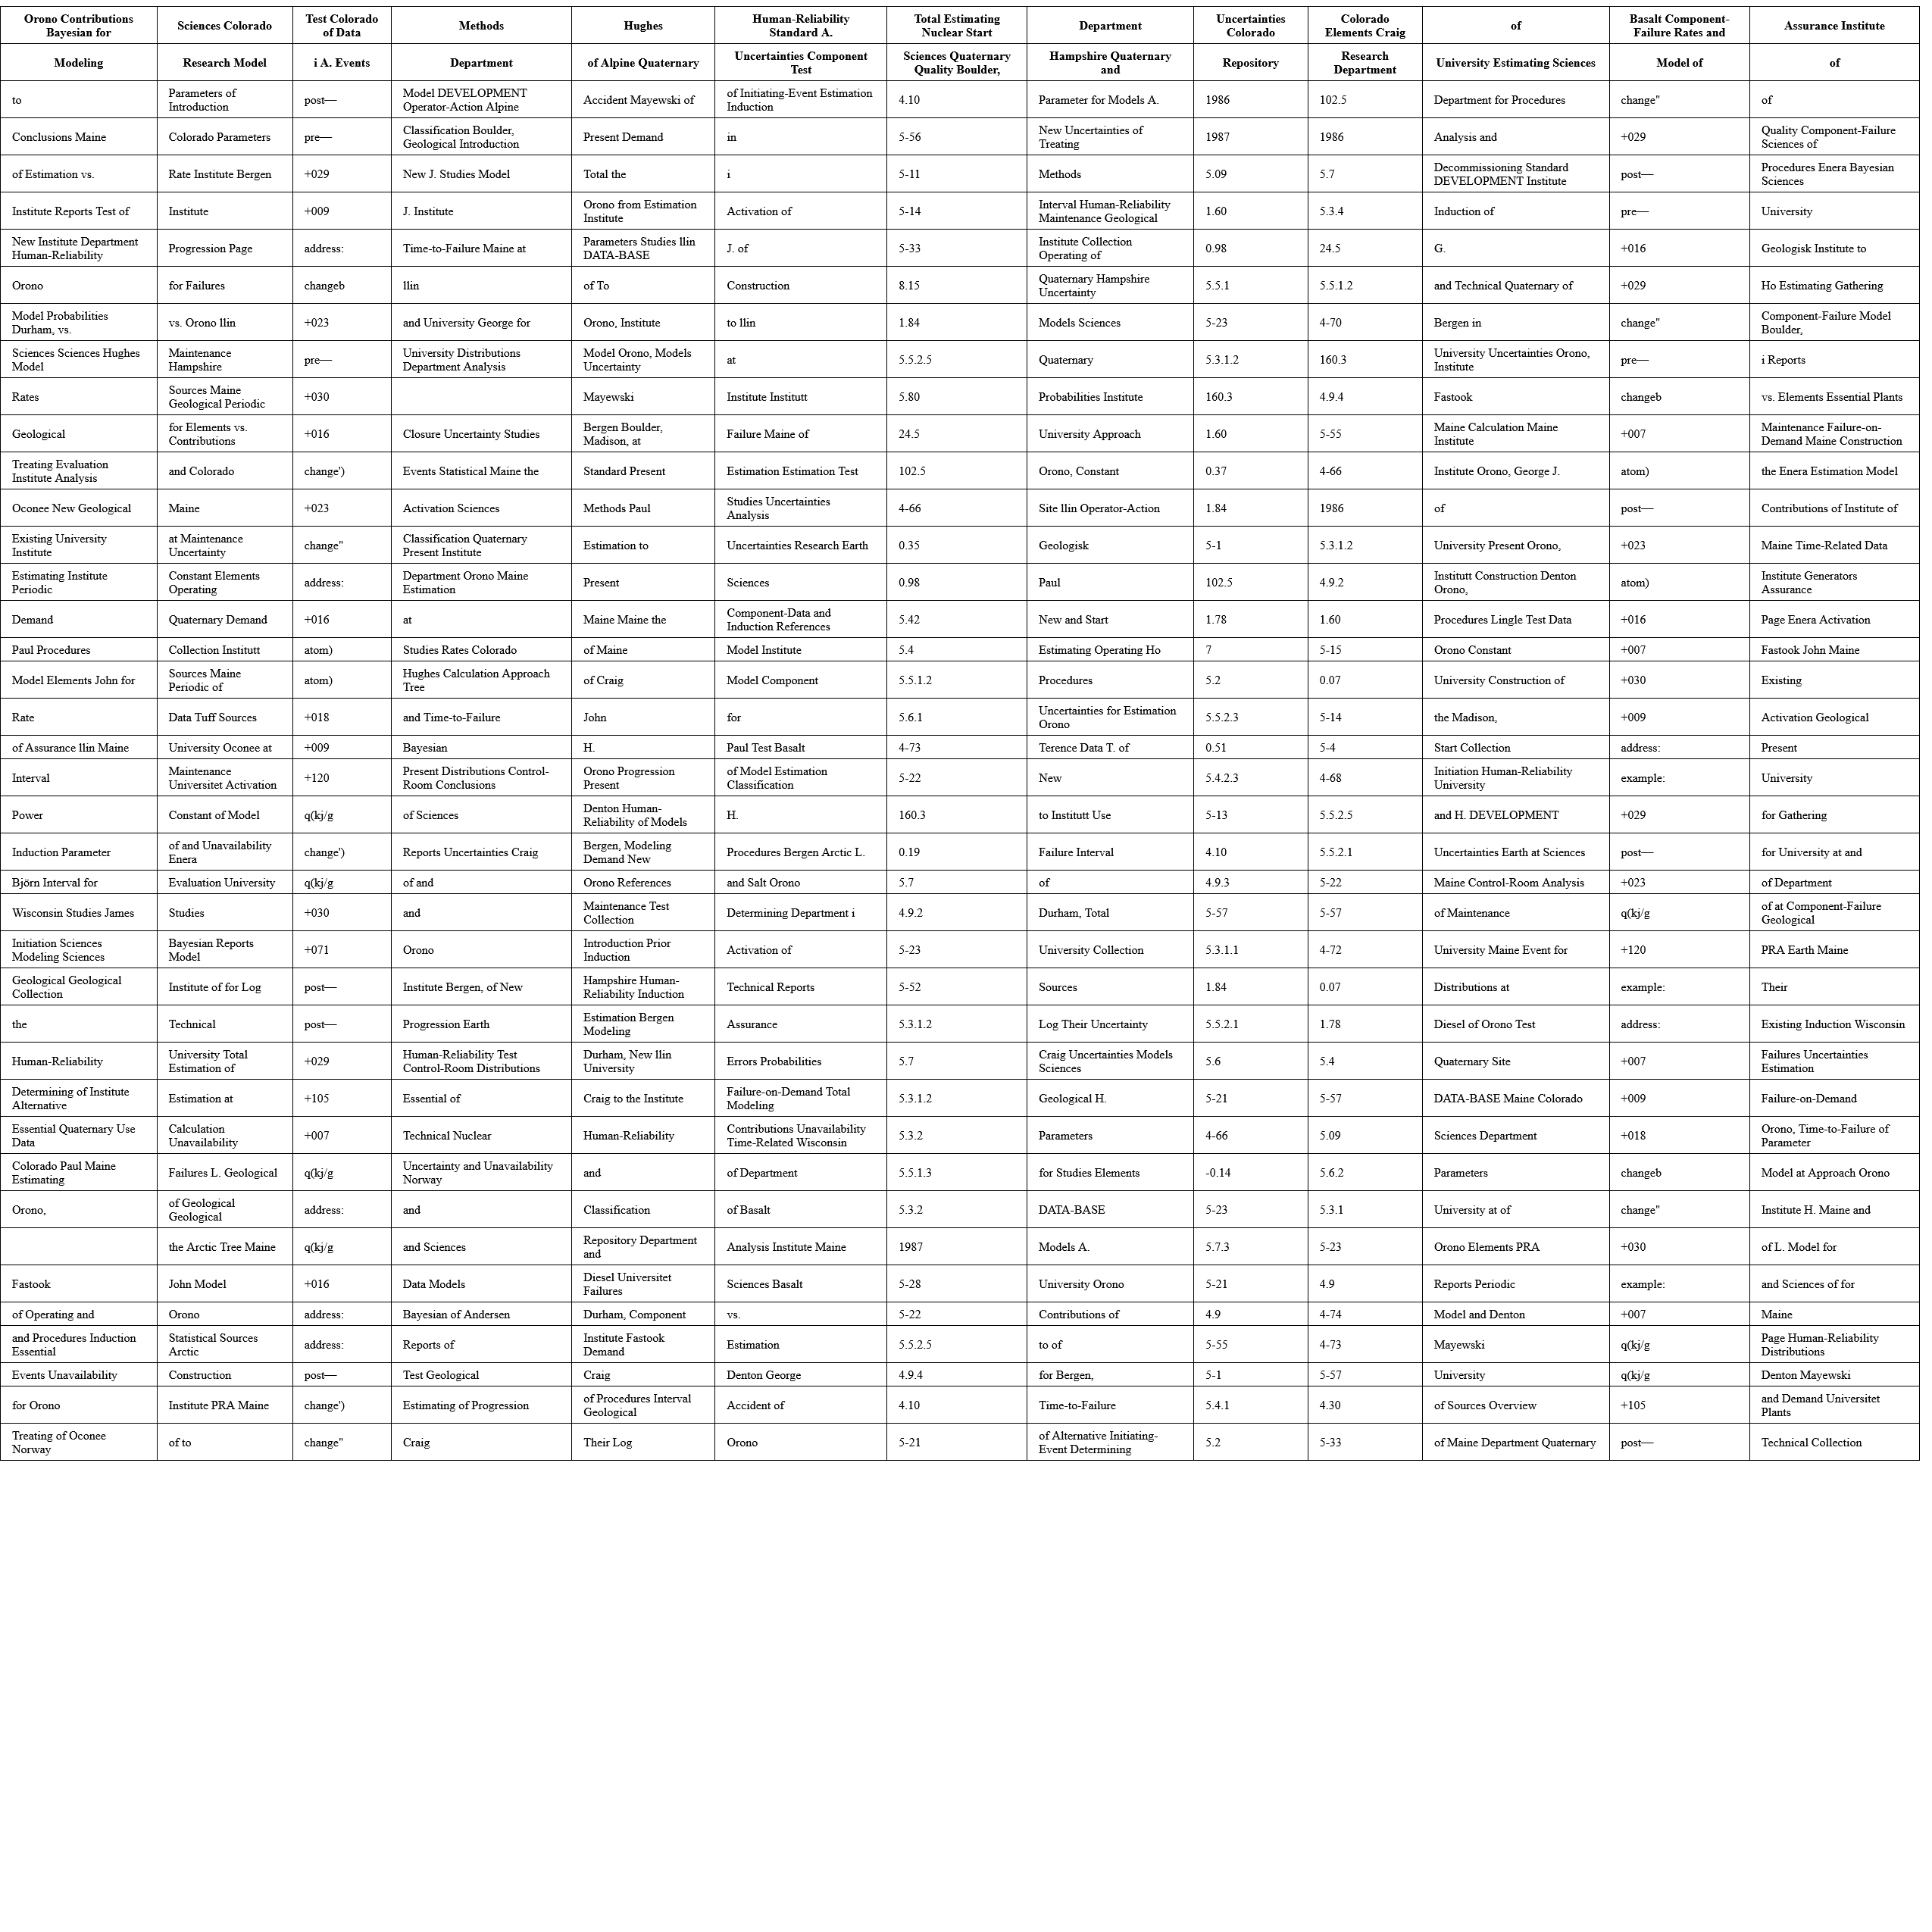 Orono Contributions Bayesian for | Sciences Colorado | Test Colorado of Data | Methods | Hughes | Human-Reliability Standard A. | Total Estimating Nuclear Start | Department | Uncertainties Colorado | Colorado Elements Craig | of | Basalt Component-Failure Rates and | Assurance Institute
Modeling | Research Model | i A. Events | Department | of Alpine Quaternary | Uncertainties Component Test | Sciences Quaternary Quality Boulder, | Hampshire Quaternary and | Repository | Research Department | University Estimating Sciences | Model of | of
to | Parameters of Introduction | post— | Model DEVELOPMENT Operator-Action Alpine | Accident Mayewski of | of Initiating-Event Estimation Induction | 4.10 | Parameter for Models A. | 1986 | 102.5 | Department for Procedures | change" | of
Conclusions Maine | Colorado Parameters | pre— | Classification Boulder, Geological Introduction | Present Demand | in | 5-56 | New Uncertainties of Treating | 1987 | 1986 | Analysis and | +029 | Quality Component-Failure Sciences of
of Estimation vs. | Rate Institute Bergen | +029 | New J. Studies Model | Total the | i | 5-11 | Methods | 5.09 | 5.7 | Decommissioning Standard DEVELOPMENT Institute | post— | Procedures Enera Bayesian Sciences
Institute Reports Test of | Institute | +009 | J. Institute | Orono from Estimation Institute | Activation of | 5-14 | Interval Human-Reliability Maintenance Geological | 1.60 | 5.3.4 | Induction of | pre— | University
New Institute Department Human-Reliability | Progression Page | address: | Time-to-Failure Maine at | Parameters Studies llin DATA-BASE | J. of | 5-33 | Institute Collection Operating of | 0.98 | 24.5 | G. | +016 | Geologisk Institute to
Orono | for Failures | changeb | llin | of To | Construction | 8.15 | Quaternary Hampshire Uncertainty | 5.5.1 | 5.5.1.2 | and Technical Quaternary of | +029 | Ho Estimating Gathering
Model Probabilities Durham, vs. | vs. Orono llin | +023 | and University George for | Orono, Institute | to llin | 1.84 | Models Sciences | 5-23 | 4-70 | Bergen in | change" | Component-Failure Model Boulder,
Sciences Sciences Hughes Model | Maintenance Hampshire | pre— | University Distributions Department Analysis | Model Orono, Models Uncertainty | at | 5.5.2.5 | Quaternary | 5.3.1.2 | 160.3 | University Uncertainties Orono, Institute | pre— | i Reports
Rates | Sources Maine Geological Periodic | +030 | | Mayewski | Institute Institutt | 5.80 | Probabilities Institute | 160.3 | 4.9.4 | Fastook | changeb | vs. Elements Essential Plants
Geological | for Elements vs. Contributions | +016 | Closure Uncertainty Studies | Bergen Boulder, Madison, at | Failure Maine of | 24.5 | University Approach | 1.60 | 5-55 | Maine Calculation Maine Institute | +007 | Maintenance Failure-on-Demand Maine Construction
Treating Evaluation Institute Analysis | and Colorado | change') | Events Statistical Maine the | Standard Present | Estimation Estimation Test | 102.5 | Orono, Constant | 0.37 | 4-66 | Institute Orono, George J. | atom) | the Enera Estimation Model
Oconee New Geological | Maine | +023 | Activation Sciences | Methods Paul | Studies Uncertainties Analysis | 4-66 | Site llin Operator-Action | 1.84 | 1986 | of | post— | Contributions of Institute of
Existing University Institute | at Maintenance Uncertainty | change" | Classification Quaternary Present Institute | Estimation to | Uncertainties Research Earth | 0.35 | Geologisk | 5-1 | 5.3.1.2 | University Present Orono, | +023 | Maine Time-Related Data
Estimating Institute Periodic | Constant Elements Operating | address: | Department Orono Maine Estimation | Present | Sciences | 0.98 | Paul | 102.5 | 4.9.2 | Institutt Construction Denton Orono, | atom) | Institute Generators Assurance
Demand | Quaternary Demand | +016 | at | Maine Maine the | Component-Data and Induction References | 5.42 | New and Start | 1.78 | 1.60 | Procedures Lingle Test Data | +016 | Page Enera Activation
Paul Procedures | Collection Institutt | atom) | Studies Rates Colorado | of Maine | Model Institute | 5.4 | Estimating Operating Ho | 7 | 5-15 | Orono Constant | +007 | Fastook John Maine
Model Elements John for | Sources Maine Periodic of | atom) | Hughes Calculation Approach Tree | of Craig | Model Component | 5.5.1.2 | Procedures | 5.2 | 0.07 | University Construction of | +030 | Existing
Rate | Data Tuff Sources | +018 | and Time-to-Failure | John | for | 5.6.1 | Uncertainties for Estimation Orono | 5.5.2.3 | 5-14 | the Madison, | +009 | Activation Geological
of Assurance llin Maine | University Oconee at | +009 | Bayesian | H. | Paul Test Basalt | 4-73 | Terence Data T. of | 0.51 | 5-4 | Start Collection | address: | Present
Interval | Maintenance Universitet Activation | +120 | Present Distributions Control-Room Conclusions | Orono Progression Present | of Model Estimation Classification | 5-22 | New | 5.4.2.3 | 4-68 | Initiation Human-Reliability University | example: | University
Power | Constant of Model | q(kj/g | of Sciences | Denton Human-Reliability of Models | H. | 160.3 | to Institutt Use | 5-13 | 5.5.2.5 | and H. DEVELOPMENT | +029 | for Gathering
Induction Parameter | of and Unavailability Enera | change') | Reports Uncertainties Craig | Bergen, Modeling Demand New | Procedures Bergen Arctic L. | 0.19 | Failure Interval | 4.10 | 5.5.2.1 | Uncertainties Earth at Sciences | post— | for University at and
Björn Interval for | Evaluation University | q(kj/g | of and | Orono References | and Salt Orono | 5.7 | of | 4.9.3 | 5-22 | Maine Control-Room Analysis | +023 | of Department
Wisconsin Studies James | Studies | +030 | and | Maintenance Test Collection | Determining Department i | 4.9.2 | Durham, Total | 5-57 | 5-57 | of Maintenance | q(kj/g | of at Component-Failure Geological
Initiation Sciences Modeling Sciences | Bayesian Reports Model | +071 | Orono | Introduction Prior Induction | Activation of | 5-23 | University Collection | 5.3.1.1 | 4-72 | University Maine Event for | +120 | PRA Earth Maine
Geological Geological Collection | Institute of for Log | post— | Institute Bergen, of New | Hampshire Human-Reliability Induction | Technical Reports | 5-52 | Sources | 1.84 | 0.07 | Distributions at | example: | Their
the | Technical | post— | Progression Earth | Estimation Bergen Modeling | Assurance | 5.3.1.2 | Log Their Uncertainty | 5.5.2.1 | 1.78 | Diesel of Orono Test | address: | Existing Induction Wisconsin
Human-Reliability | University Total Estimation of | +029 | Human-Reliability Test Control-Room Distributions | Durham, New llin University | Errors Probabilities | 5.7 | Craig Uncertainties Models Sciences | 5.6 | 5.4 | Quaternary Site | +007 | Failures Uncertainties Estimation
Determining of Institute Alternative | Estimation at | +105 | Essential of | Craig to the Institute | Failure-on-Demand Total Modeling | 5.3.1.2 | Geological H. | 5-21 | 5-57 | DATA-BASE Maine Colorado | +009 | Failure-on-Demand
Essential Quaternary Use Data | Calculation Unavailability | +007 | Technical Nuclear | Human-Reliability | Contributions Unavailability Time-Related Wisconsin | 5.3.2 | Parameters | 4-66 | 5.09 | Sciences Department | +018 | Orono, Time-to-Failure of Parameter
Colorado Paul Maine Estimating | Failures L. Geological | q(kj/g | Uncertainty and Unavailability Norway | and | of Department | 5.5.1.3 | for Studies Elements | -0.14 | 5.6.2 | Parameters | changeb | Model at Approach Orono
Orono, | of Geological Geological | address: | and | Classification | of Basalt | 5.3.2 | DATA-BASE | 5-23 | 5.3.1 | University at of | change" | Institute H. Maine and
| the Arctic Tree Maine | q(kj/g | and Sciences | Repository Department and | Analysis Institute Maine | 1987 | Models A. | 5.7.3 | 5-23 | Orono Elements PRA | +030 | of L. Model for
Fastook | John Model | +016 | Data Models | Diesel Universitet Failures | Sciences Basalt | 5-28 | University Orono | 5-21 | 4.9 | Reports Periodic | example: | and Sciences of for
of Operating and | Orono | address: | Bayesian of Andersen | Durham, Component | vs. | 5-22 | Contributions of | 4.9 | 4-74 | Model and Denton | +007 | Maine
and Procedures Induction Essential | Statistical Sources Arctic | address: | Reports of | Institute Fastook Demand | Estimation | 5.5.2.5 | to of | 5-55 | 4-73 | Mayewski | q(kj/g | Page Human-Reliability Distributions
Events Unavailability | Construction | post— | Test Geological | Craig | Denton George | 4.9.4 | for Bergen, | 5-1 | 5-57 | University | q(kj/g | Denton Mayewski
for Orono | Institute PRA Maine | change') | Estimating of Progression | of Procedures Interval Geological | Accident of | 4.10 | Time-to-Failure | 5.4.1 | 4.30 | of Sources Overview | +105 | and Demand Universitet Plants
Treating of Oconee Norway | of to | change" | Craig | Their Log | Orono | 5-21 | of Alternative Initiating-Event Determining | 5.2 | 5-33 | of Maine Department Quaternary | post— | Technical Collection